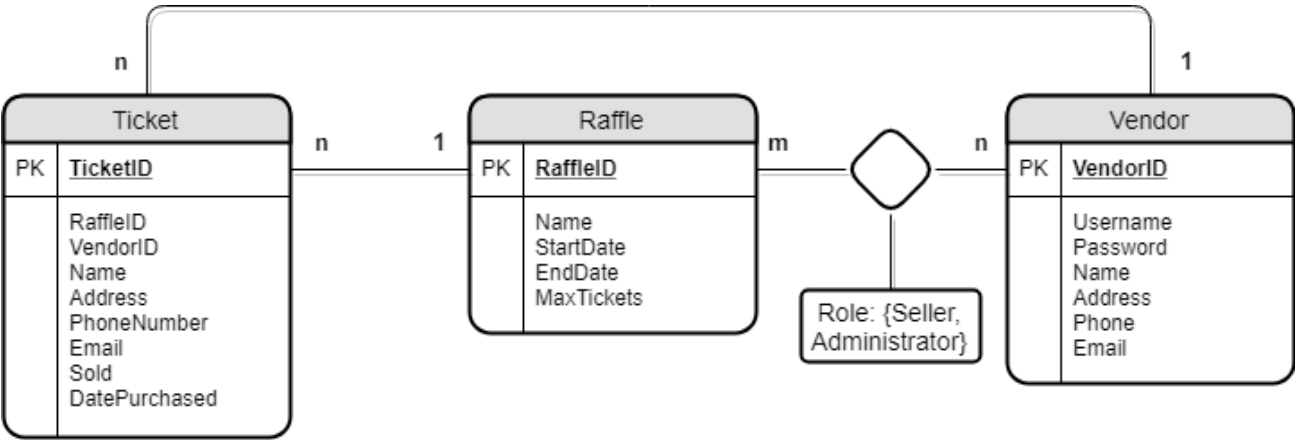 n
1
Ticket
PK
TicketID
RaffleID
VendorID
Name
Address
PhoneNumber
Email
Sold
DatePurchased
n
1
Raffle
PK
RaffleID
Name
StartDate
EndDate
MaxTickets
m
n
Role: {Seller,
Administrator}
Vendor
PK
VendorID
Username
Password
Name
Address
Phone
Email